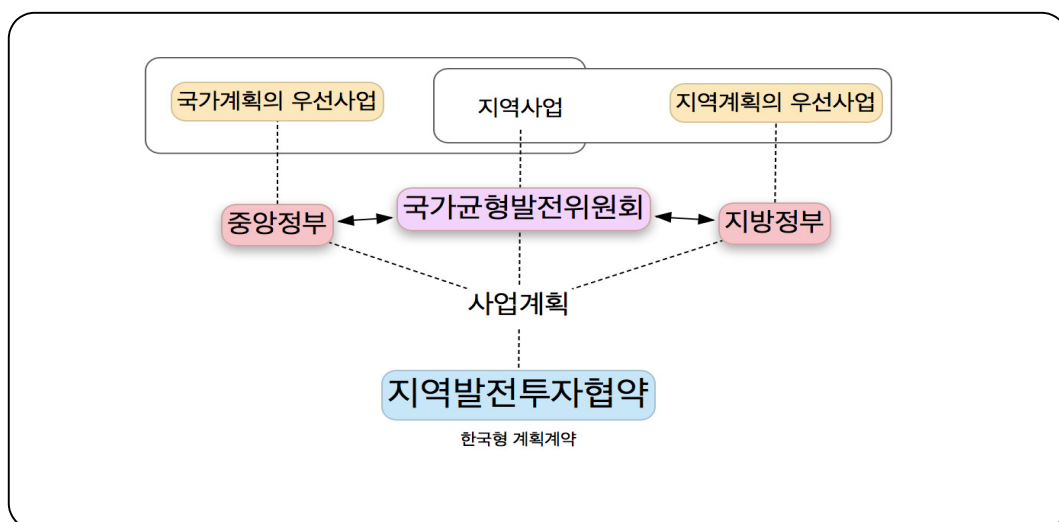 국가계획의 우선사업
지역사업
지역계획의 우선사업
중앙정부
국가균형발전위원회
지방정부
사업계획
지역발전투자협약
한국형 계획계약